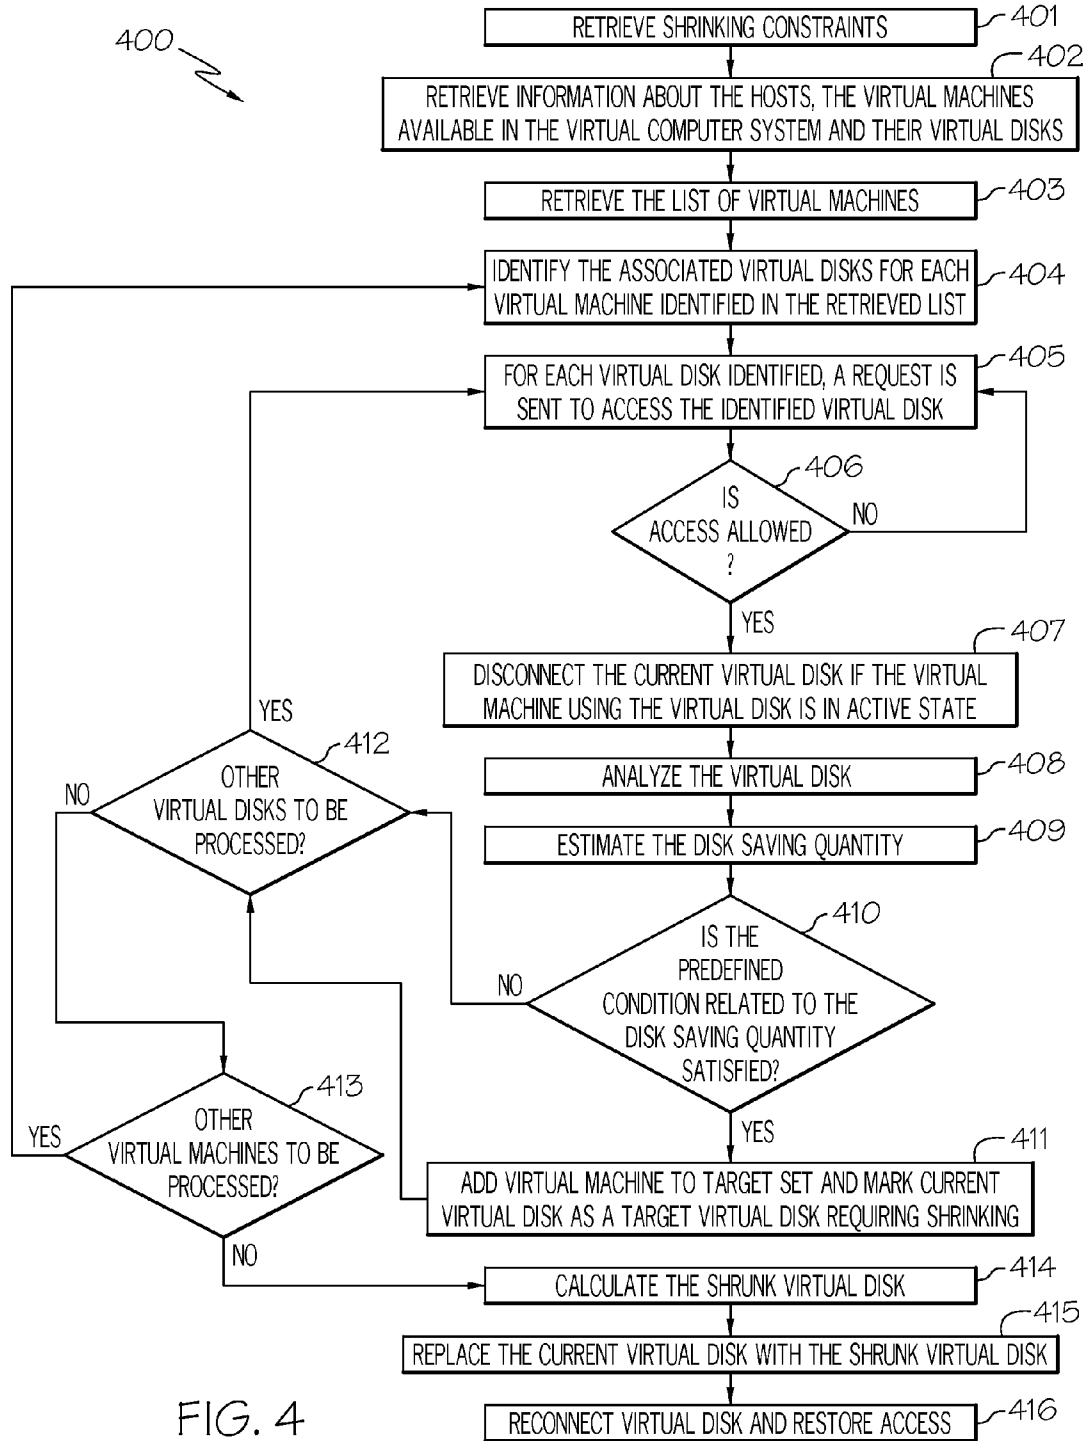 400
RETRIEVE SHRINKING CONSTRAINTS
401
402
RETRIEVE INFORMATION ABOUT THE HOSTS, THE VIRTUAL MACHINES
AVAILABLE IN THE VIRTUAL COMPUTER SYSTEM AND THEIR VIRTUAL DISKS
RETRIEVE THE LIST OF VIRTUAL MACHINES
403
IDENTIFY THE ASSOCIATED VIRTUAL DISKS FOR EACH
VIRTUAL MACHINE IDENTIFIED IN THE RETRIEVED LIST
404
FOR EACH VIRTUAL DISK IDENTIFIED, A REQUEST IS
SENT TO ACCESS THE IDENTIFIED VIRTUAL DISK
405
406
IS
ACCESS ALLOWED
?
NO
YES
407
DISCONNECT THE CURRENT VIRTUAL DISK IF THE VIRTUAL
MACHINE USING THE VIRTUAL DISK IS IN ACTIVE STATE
ANALYZE THE VIRTUAL DISK
408
ESTIMATE THE DISK SAVING QUANTITY
409
410
IS THE
PREDEFINED
CONDITION RELATED TO THE
DISK SAVING QUANTITY
SATISFIED?
NO
YES
411
ADD VIRTUAL MACHINE TO TARGET SET AND MARK CURRENT
VIRTUAL DISK AS A TARGET VIRTUAL DISK REQUIRING SHRINKING
YES
412
OTHER
VIRTUAL DISKS TO BE
PROCESSED?
NO
413
OTHER
VIRTUAL MACHINES TO BE
PROCESSED?
YES
NO
CALCULATE THE SHRUNK VIRTUAL DISK
414
415
REPLACE THE CURRENT VIRTUAL DISK WITH THE SHRUNK VIRTUAL DISK
RECONNECT VIRTUAL DISK AND RESTORE ACCESS
416
FIG. 4